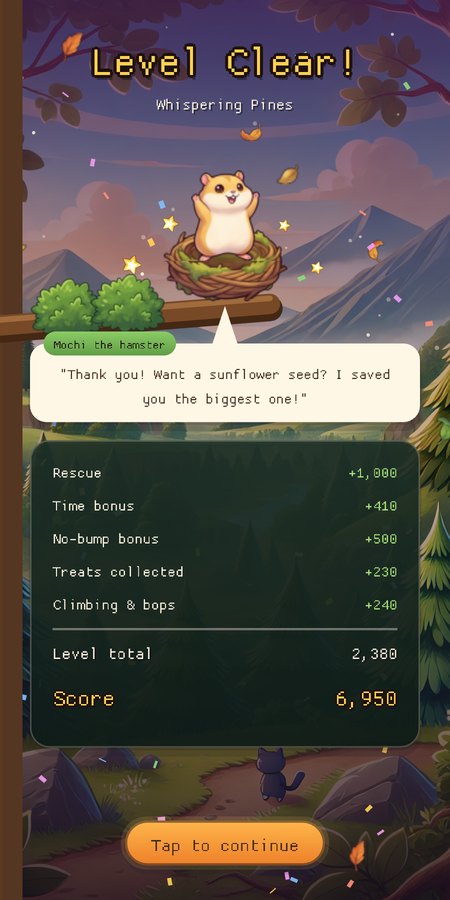 Level Clear!
Whispering Pines
Mochi the hamster
"Thank you! Want a sunflower seed? I saved
you the biggest one!"
Rescue +1,000
Time bonus +410
No-bump bonus +500
Treats collected +230
Climbing & bops +240
Level total 2,380
Score 6,950
Tap to continue